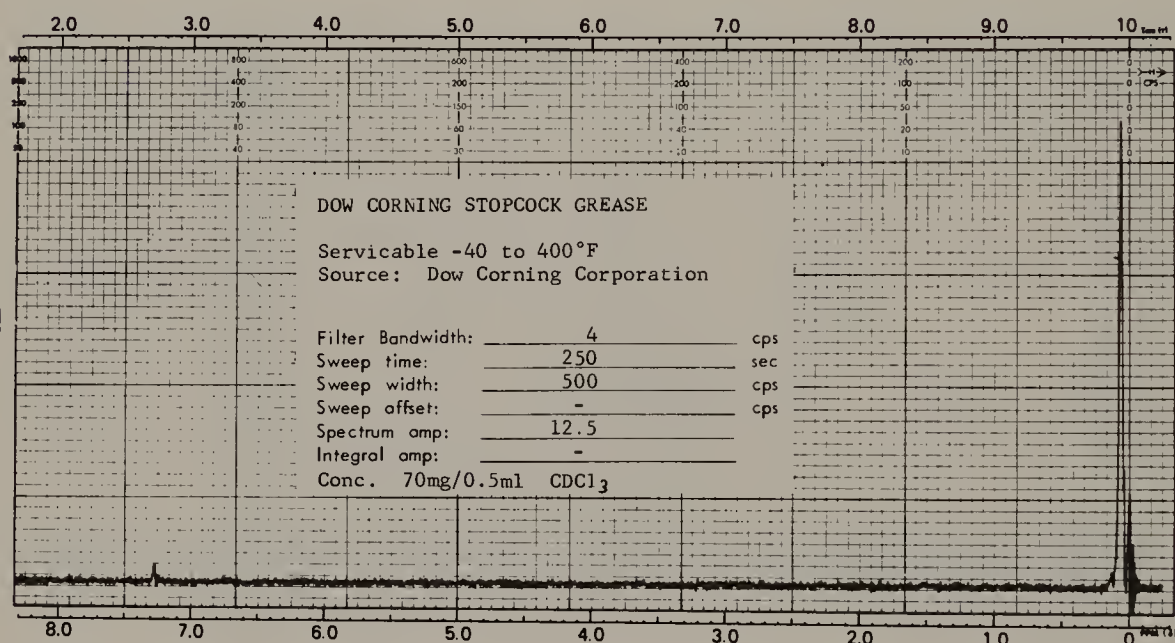 2.0 3.0 4.0 5.0 6.0 7.0 8.0 9.0 10
DOW CORNING STOPCOCK GREASE
Servicable -40 to 400°F
Source: Dow Corning Corporation
Filter Bandwidth: 4 cps
Sweep time: 250 sec
Sweep width: 500 cps
Sweep offset: - cps
Spectrum amp: 12.5
Integral amp: -
Conc. 70mg/0.5ml CDCl3
8.0 7.0 6.0 5.0 4.0 3.0 2.0 1.0 0